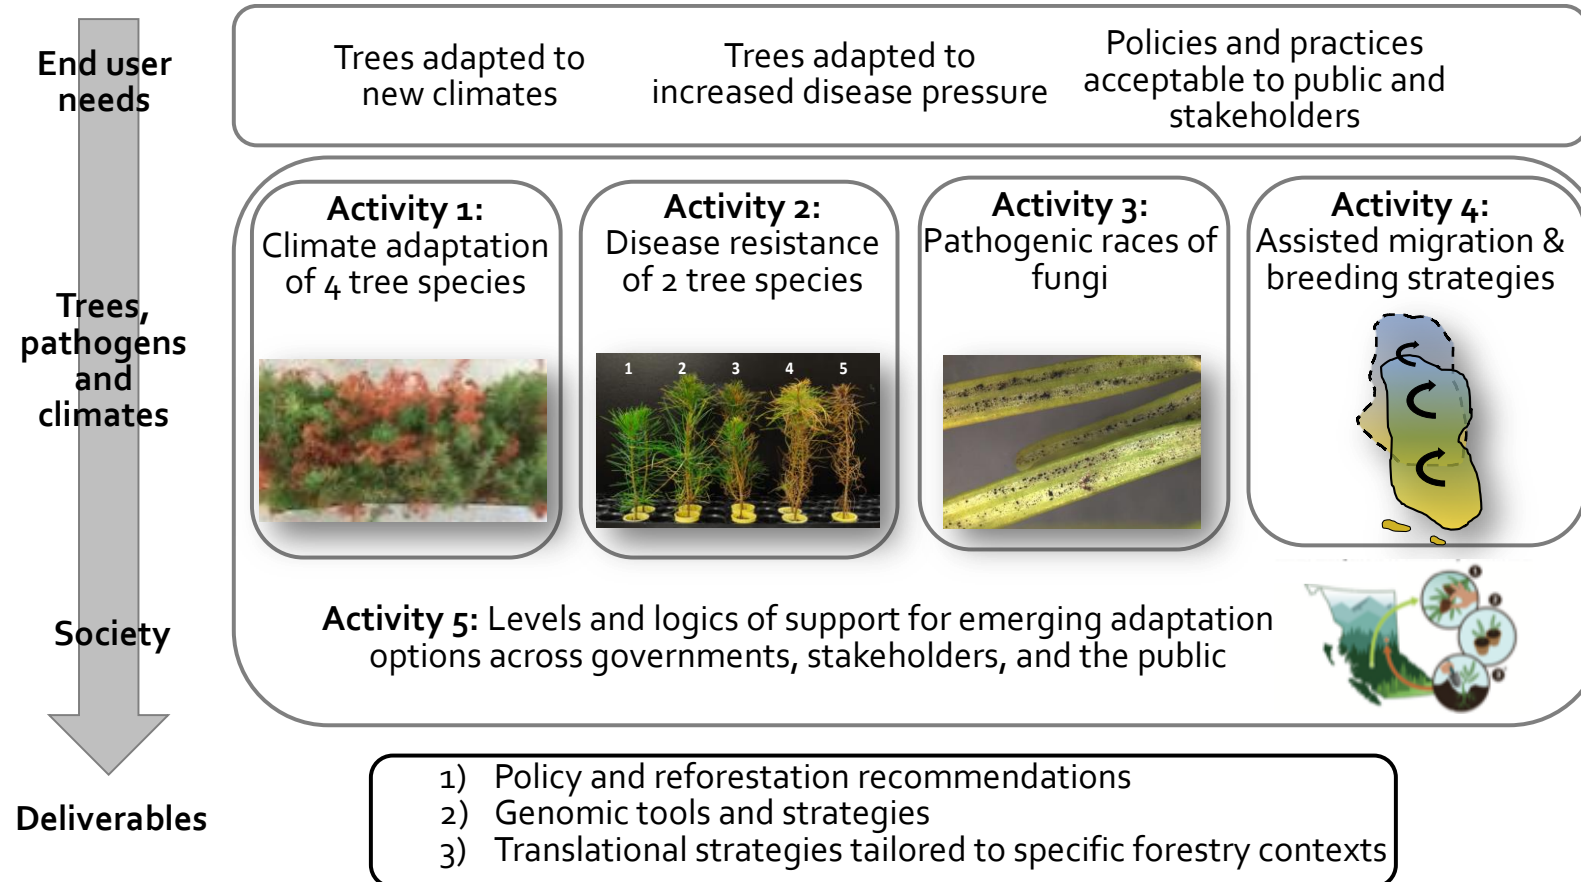 End user
needs
Trees adapted to
new climates
Trees adapted to
increased disease pressure
Policies and practices
acceptable to public and
stakeholders
Trees,
pathogens
and
climates
Activity 1:
Climate adaptation
of 4 tree species
Activity 2:
Disease resistance
of 2 tree species
1 2 3 4 5
Activity 3:
Pathogenic races of
fungi
Activity 4:
Assisted migration &
breeding strategies
Society
Activity 5: Levels and logics of support for emerging adaptation
options across governments, stakeholders, and the public
1
2
3
Deliverables
1) Policy and reforestation recommendations
2) Genomic tools and strategies
3) Translational strategies tailored to specific forestry contexts